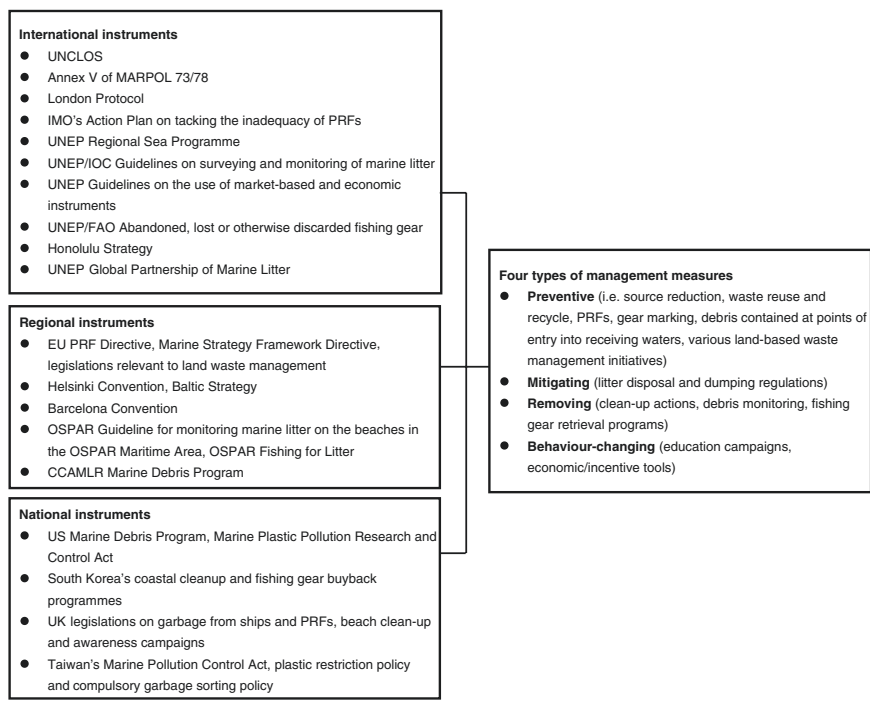 International instruments
● UNCLOS
● Annex V of MARPOL 73/78
● London Protocol
● IMO's Action Plan on tacking the inadequacy of PRFs
● UNEP Regional Sea Programme
● UNEP/IOC Guidelines on surveying and monitoring of marine litter
● UNEP Guidelines on the use of market-based and economic
instruments
● UNEP/FAO Abandoned, lost or otherwise discarded fishing gear
● Honolulu Strategy
● UNEP Global Partnership of Marine Litter
Regional instruments
● EU PRF Directive, Marine Strategy Framework Directive,
legislations relevant to land waste management
● Helsinki Convention, Baltic Strategy
● Barcelona Convention
● OSPAR Guideline for monitoring marine litter on the beaches in
the OSPAR Maritime Area, OSPAR Fishing for Litter
● CCAMLR Marine Debris Program
National instruments
● US Marine Debris Program, Marine Plastic Pollution Research and
Control Act
● South Korea's coastal cleanup and fishing gear buyback
programmes
● UK legislations on garbage from ships and PRFs, beach clean-up
and awareness campaigns
● Taiwan's Marine Pollution Control Act, plastic restriction policy
and compulsory garbage sorting policy
Four types of management measures
● Preventive (i.e. source reduction, waste reuse and
recycle, PRFs, gear marking, debris contained at points of
entry into receiving waters, various land-based waste
management initiatives)
● Mitigating (litter disposal and dumping regulations)
● Removing (clean-up actions, debris monitoring, fishing
gear retrieval programs)
● Behaviour-changing (education campaigns,
economic/incentive tools)